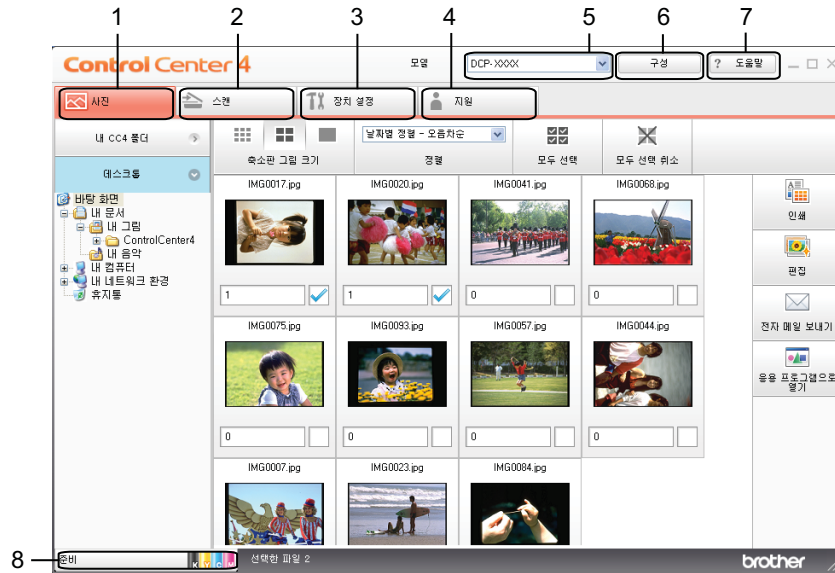 1 2 3 4 5 6 7
Control Center 4
모델
DCP-XXXX
구성
? 도움말
사진
스캔
장치 설정
지원
내 CC4 폴더
데스크톱
바탕 화면
내 문서
내 그림
ControlCenter4
내 음악
내 컴퓨터
내 네트워크 환경
휴지통
축소판 그림 크기
날짜별 정렬 - 오름차순
정렬
모두 선택
모두 선택 취소
IMG0017.jpg IMG0020.jpg IMG0041.jpg IMG0068.jpg
1 1 0 0
IMG0075.jpg IMG0093.jpg IMG0057.jpg IMG0044.jpg
0 0 0 0
IMG0007.jpg IMG0023.jpg IMG0084.jpg
인쇄
편집
전자 메일 보내기
응용 프로그램으로
열기
8
준비
K Y C M
선택한 파일 2
brother